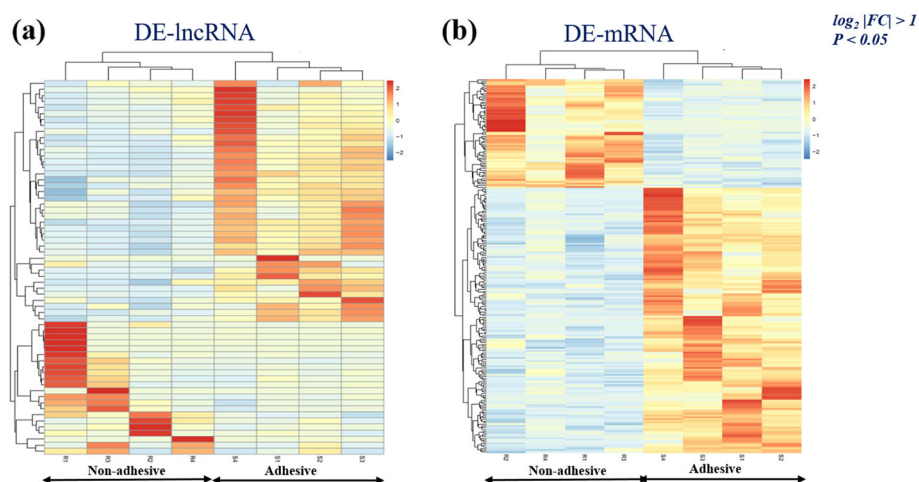 (a)
DE-lncRNA
(b)
DE-mRNA
log₂ |FC| > 1
P < 0.05
2
1
0
-1
-2
2
1
0
-1
-2
R1
R3
R2
R4
S4
S1
S2
S3
R2
R4
R1
R3
S4
S3
S1
S2
Non-adhesive
Adhesive
Non-adhesive
Adhesive